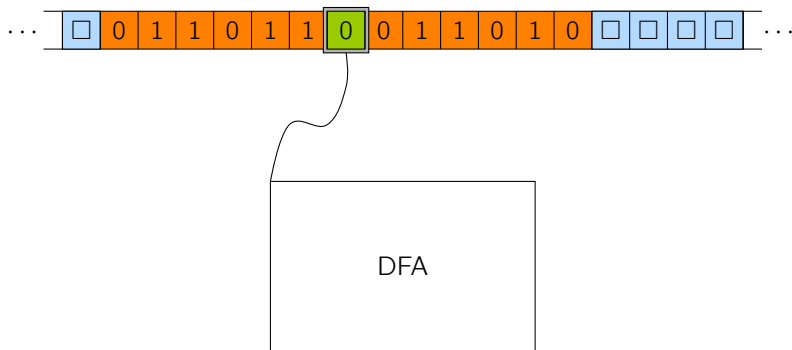 ··· □ 0 1 1 0 1 1 0 0 1 1 0 1 0 □ □ □ □ ···
DFA